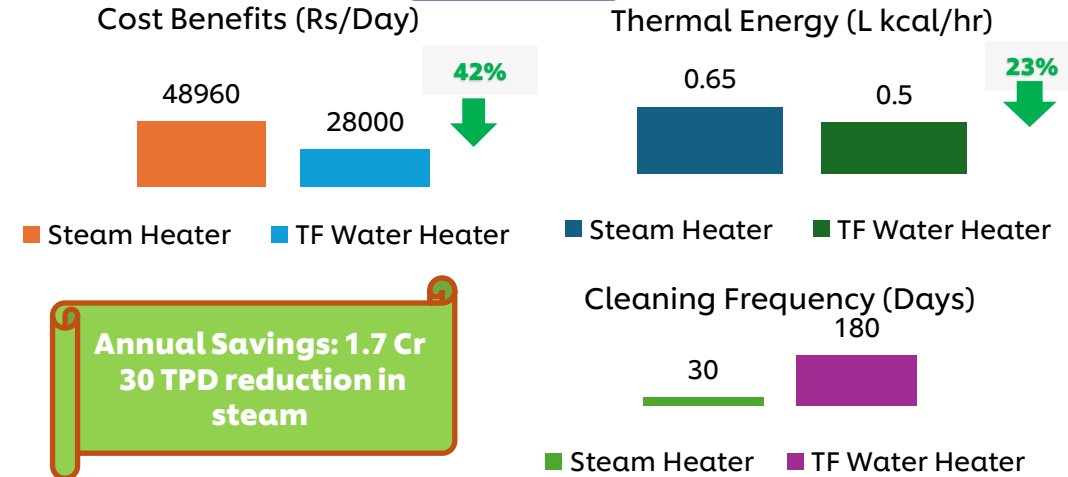 Cost Benefits (Rs/Day)
42%
48960
28000
Steam Heater
TF Water Heater
Thermal Energy (L kcal/hr)
23%
0.65
0.5
Steam Heater
TF Water Heater
Annual Savings: 1.7 Cr
30 TPD reduction in
steam
Cleaning Frequency (Days)
180
30
Steam Heater
TF Water Heater